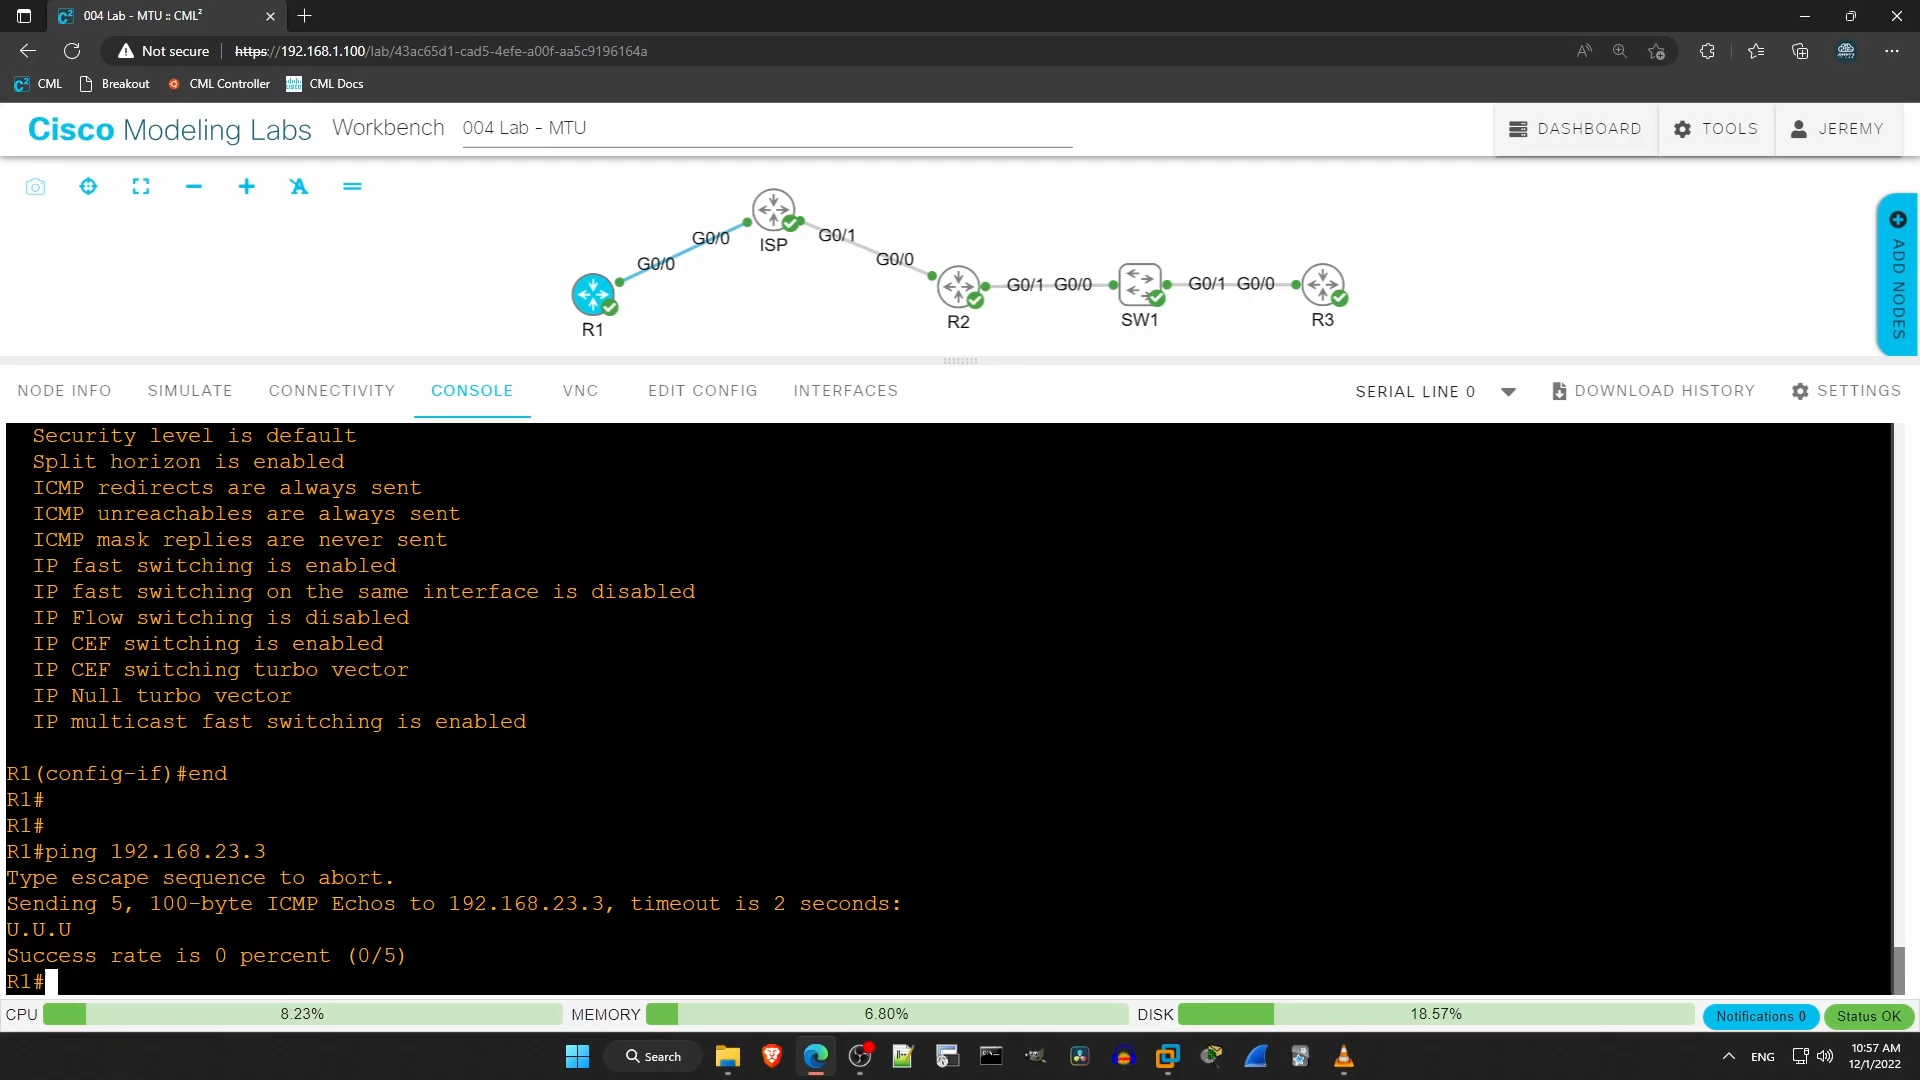 004 Lab - MTU :: CML²
Not secure
https://192.168.1.100/lab/43ac65d1-cad5-4efe-a00f-aa5c9196164a
CML
Breakout
CML Controller
CML Docs
Cisco Modeling Labs
Workbench
004 Lab - MTU
DASHBOARD
TOOLS
JEREMY
ADD NODES
ISP
G0/0
G0/1
G0/0
G0/0
R1
R2
G0/1
G0/0
SW1
G0/1
G0/0
R3
NODE INFO
SIMULATE
CONNECTIVITY
CONSOLE
VNC
EDIT CONFIG
INTERFACES
SERIAL LINE 0
DOWNLOAD HISTORY
SETTINGS
Security level is default
Split horizon is enabled
ICMP redirects are always sent
ICMP unreachables are always sent
ICMP mask replies are never sent
IP fast switching is enabled
IP fast switching on the same interface is disabled
IP Flow switching is disabled
IP CEF switching is enabled
IP CEF switching turbo vector
IP Null turbo vector
IP multicast fast switching is enabled
R1(config-if)#end
R1#
R1#
R1#ping 192.168.23.3
Type escape sequence to abort.
Sending 5, 100-byte ICMP Echos to 192.168.23.3, timeout is 2 seconds:
U.U.U
Success rate is 0 percent (0/5)
R1#
CPU
8.23%
MEMORY
6.80%
DISK
18.57%
Notifications 0
Status OK
Search
ENG
10:57 AM
12/1/2022